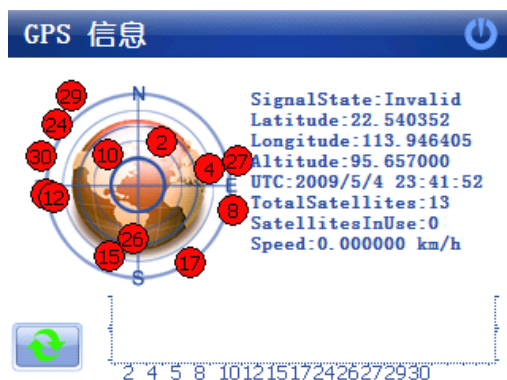 GPS 信息
N
29
24
2
30
10
27
4
E
12
8
26
15
17
S
SignalState:Invalid
Latitude:22.540352
Longitude:113.946405
Altitude:95.657000
UTC:2009/5/4 23:41:52
TotalSatellites:13
SatellitesInUse:0
Speed:0.000000 km/h
2 4 5 8 101215172426272930